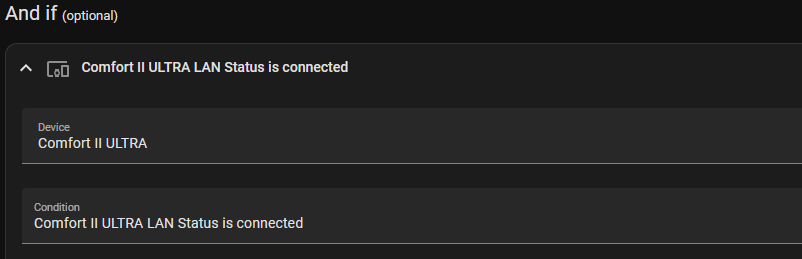 And if (optional)
Comfort II ULTRA LAN Status is connected
Device
Comfort II ULTRA
Condition
Comfort II ULTRA LAN Status is connected